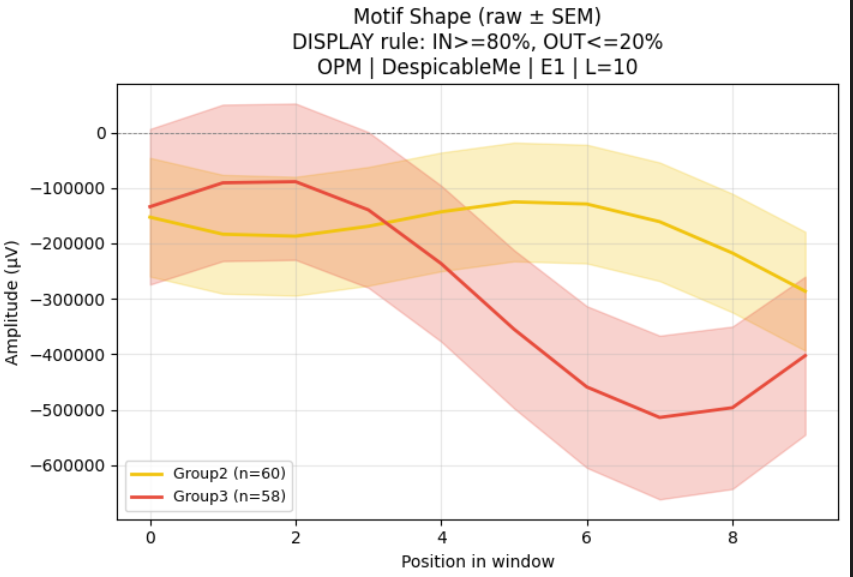 Motif Shape (raw ± SEM)
DISPLAY rule: IN>=80%, OUT<=20%
OPM | DespicableMe | E1 | L=10
Amplitude (µV)
0
−100000
−200000
−300000
−400000
−500000
−600000
Group2 (n=60)
Group3 (n=58)
0 2 4 6 8
Position in window